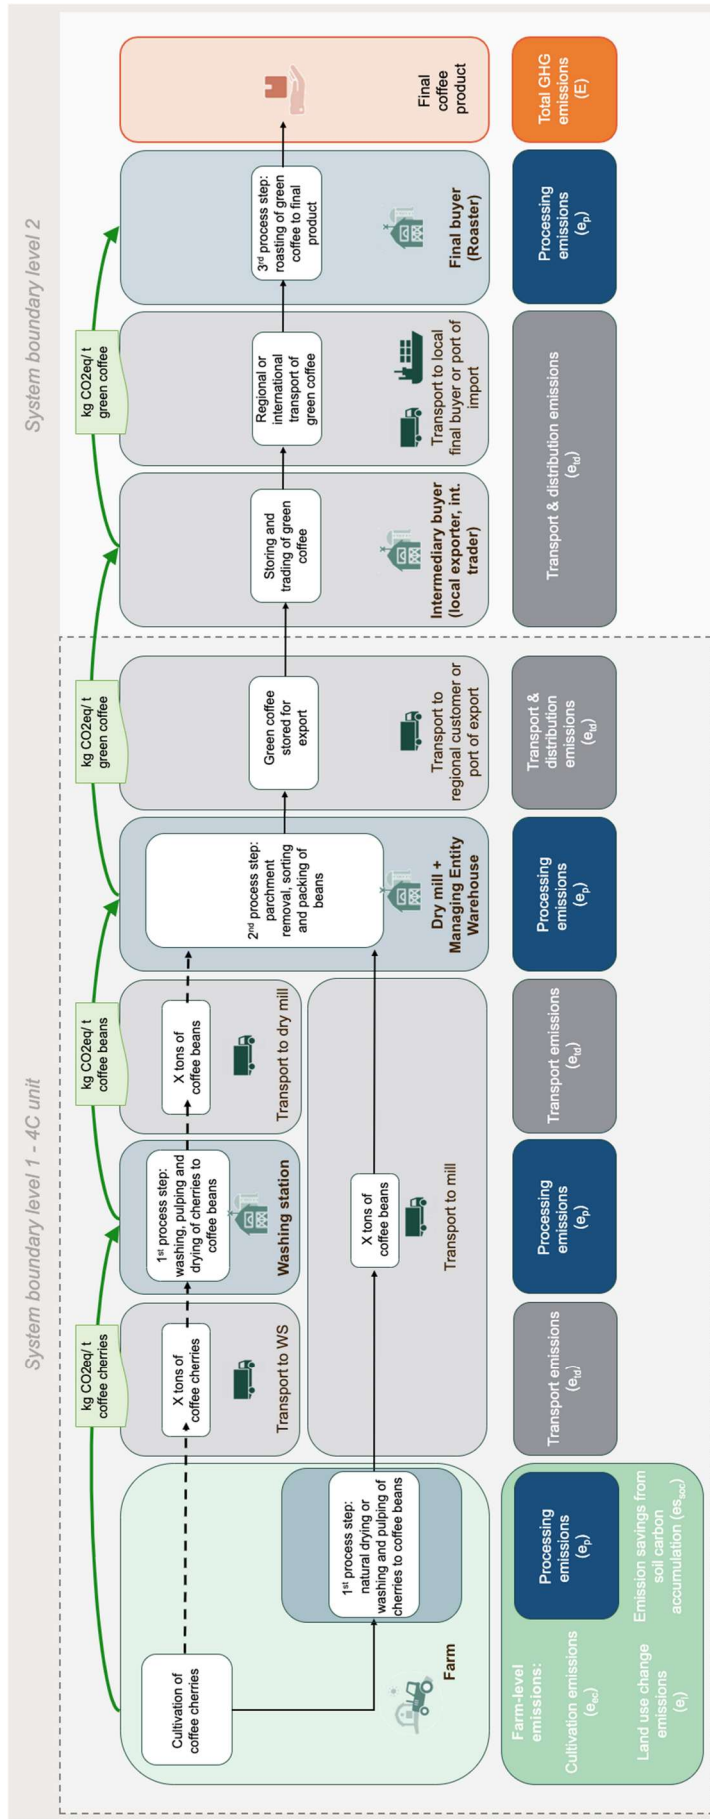 System boundary level 1 - 4C unit
System boundary level 2
kg CO2eq/ t
coffee cherries
kg CO2eq/ t
coffee beans
kg CO2eq/ t
green coffee
kg CO2eq/ t
green coffee
Cultivation of
coffee cherries
1st process step:
natural drying or
washing and pulping of
cherries to coffee beans
Farm
X tons of
coffee cherries
Transport to WS
1st process step:
washing, pulping and
drying of cherries to
coffee beans
Washing station
X tons of
coffee beans
Transport to dry mill
X tons of
coffee beans
Transport to mill
2nd process step:
parchment
removal, sorting
and packing of
beans
Dry mill +
Managing Entity
Warehouse
Green coffee
stored for
export
Transport to
regional customer or
port of export
Storing and
trading of green
coffee
Intermediary buyer
(local exporter, int.
trader)
Regional or
international
transport of
green coffee
Transport to local
final buyer or port of
import
3rd process step:
roasting of green
coffee to final
product
Final buyer
(Roaster)
Final
coffee
product
Farm-level
emissions:
Cultivation emissions
(eec)
Land use change
emissions
(el)
Processing
emissions
(ep)
Emission savings from
soil carbon
accumulation (essoc)
Transport emissions
(etd)
Processing
emissions
(ep)
Transport emissions
(etd)
Processing
emissions
(ep)
Transport &
distribution
emissions
(etd)
Transport & distribution emissions
(etd)
Processing
emissions
(ep)
Total GHG
emissions
(E)